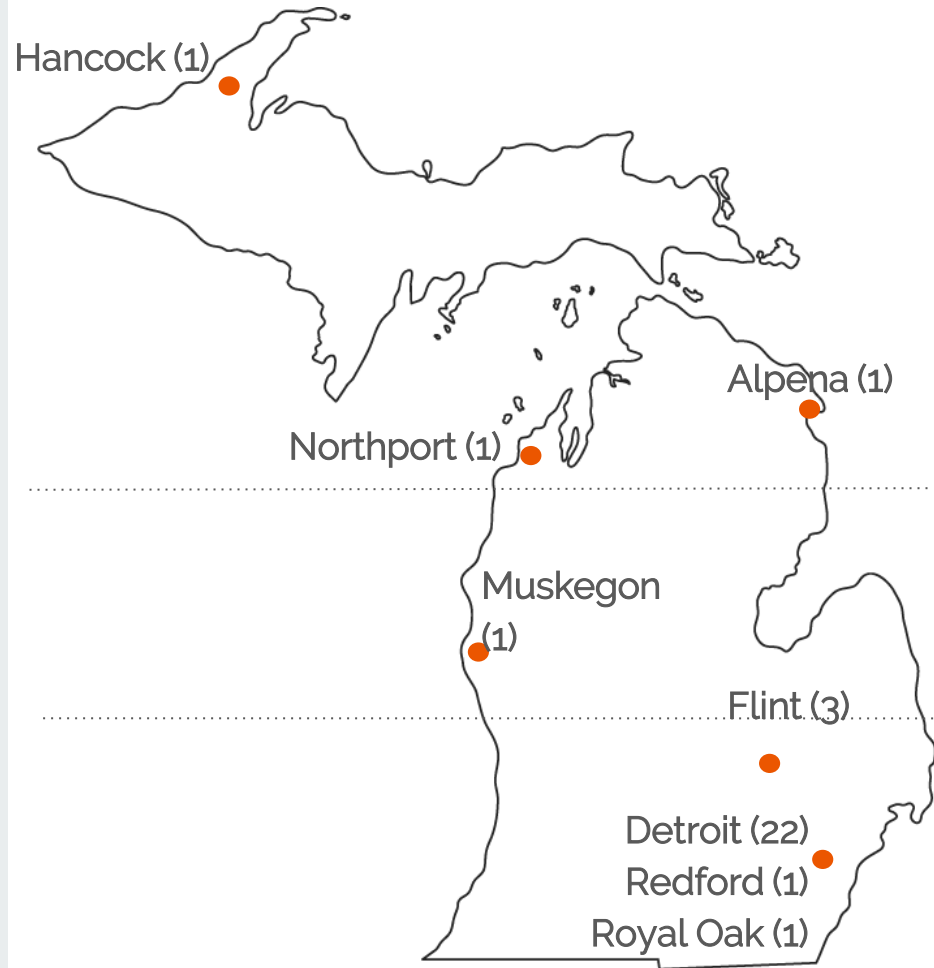 Hancock (1)
Alpena (1)
Northport (1)
Muskegon
(1)
Flint (3)
Detroit (22)
Redford (1)
Royal Oak (1)